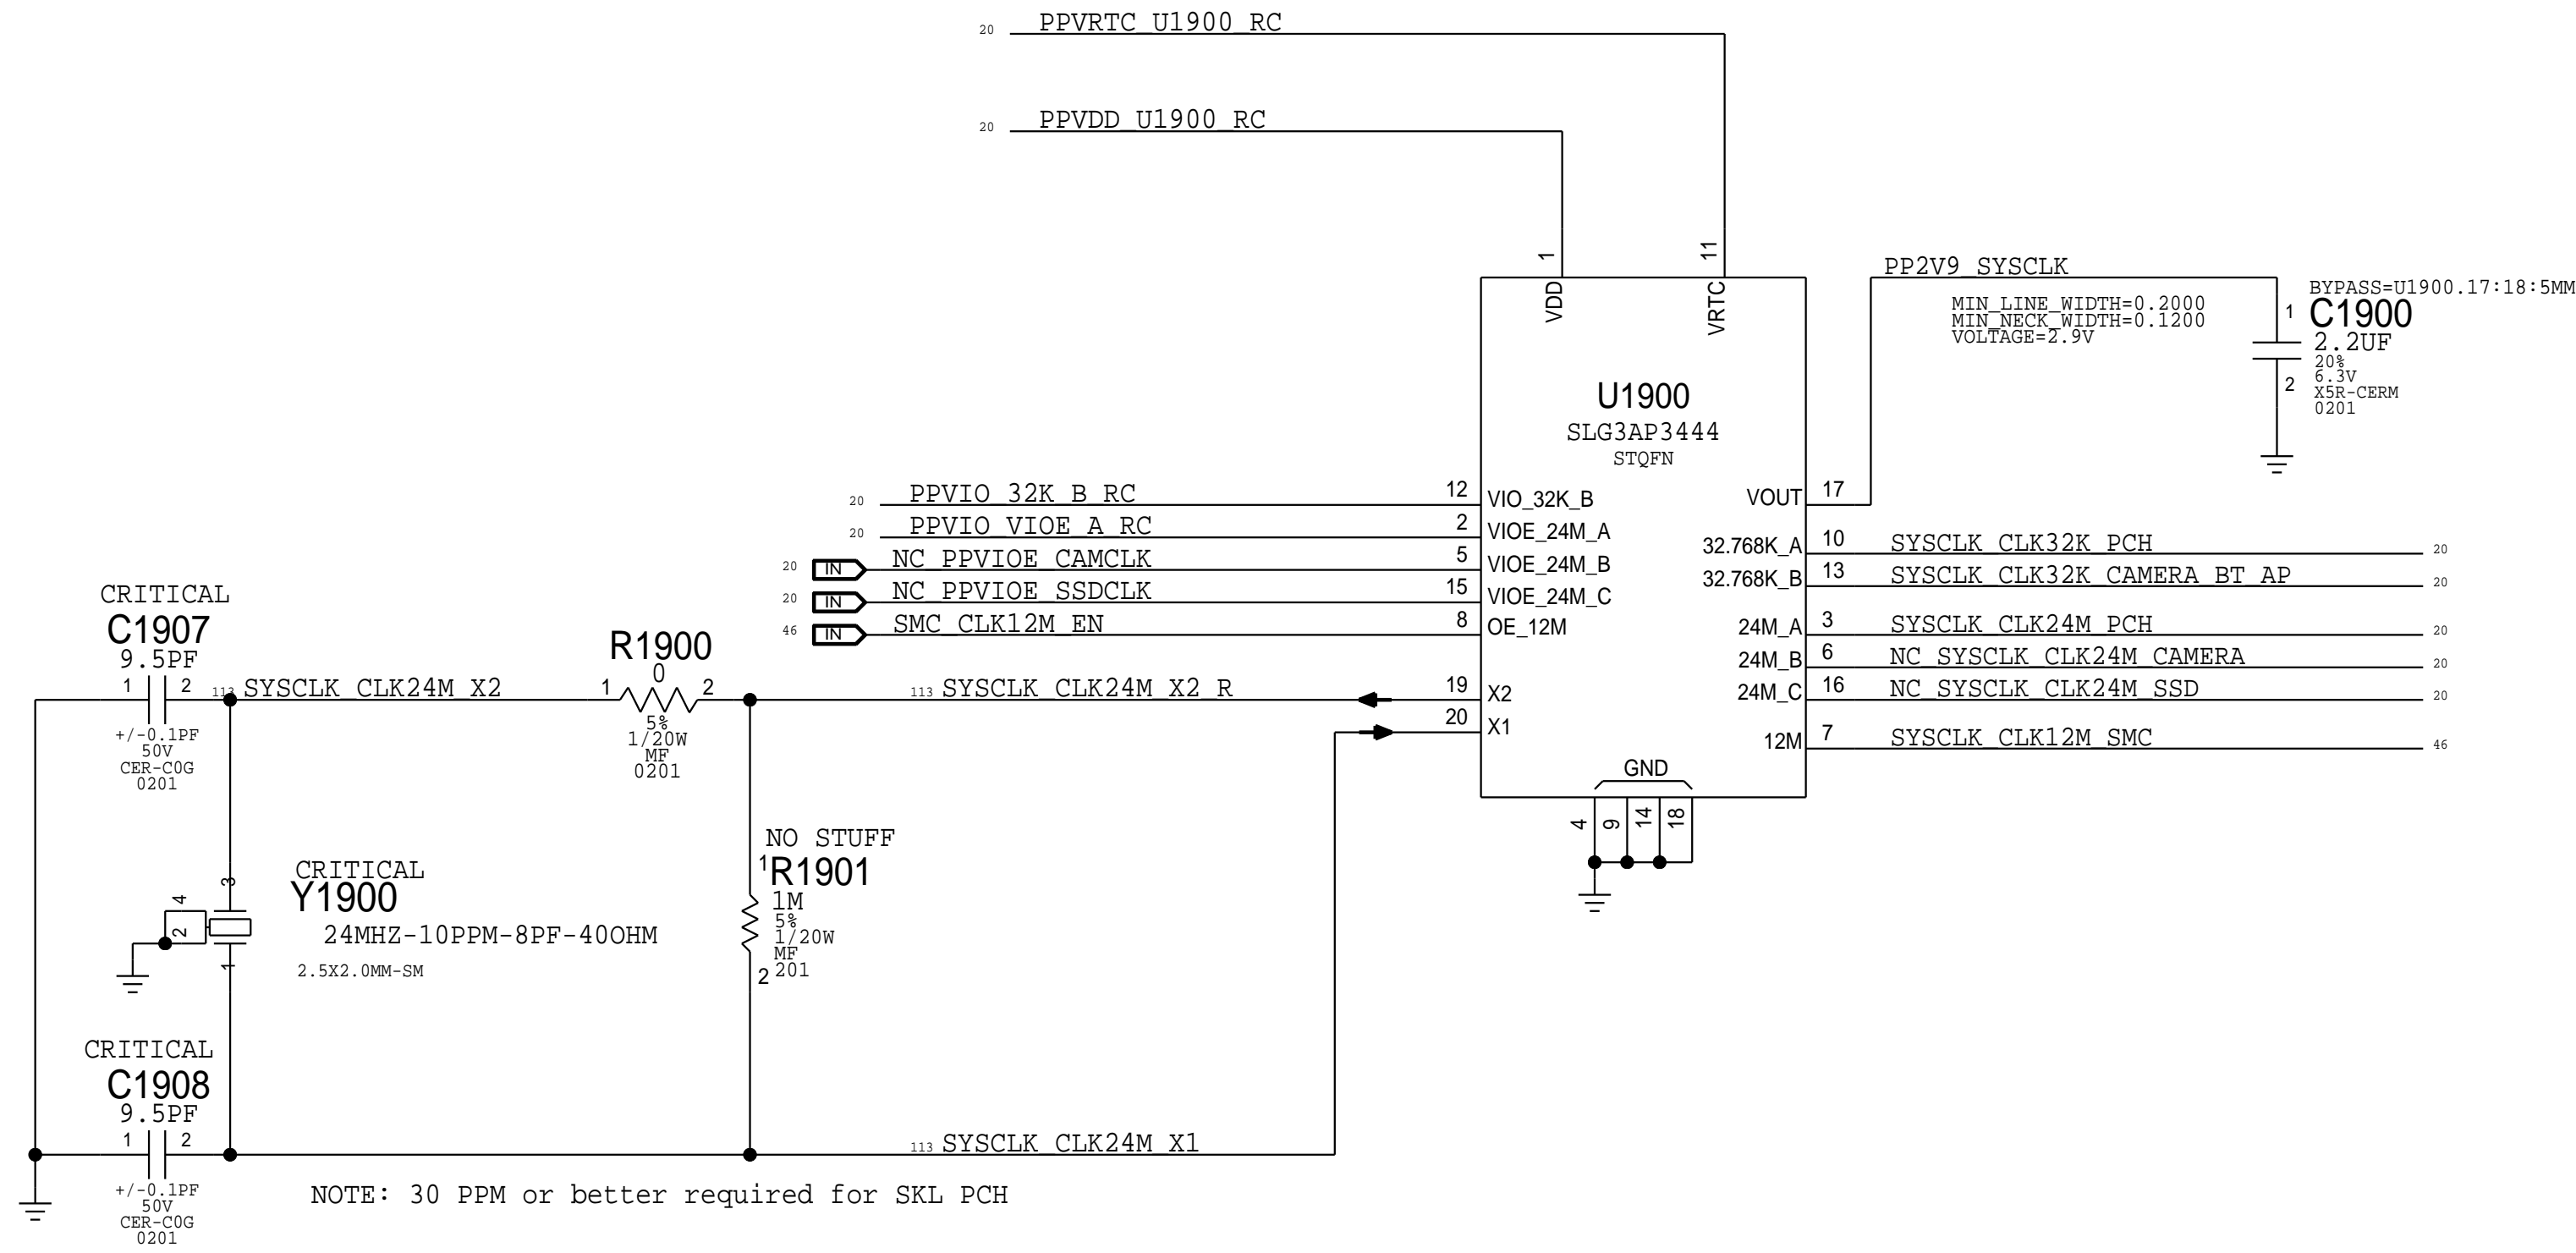 20 PPVRTC_U1900_RC
20 PPVDD_U1900_RC
1
11
VDD
VRTC
PP2V9_SYSCLK
MIN_LINE_WIDTH=0.2000
MIN_NECK_WIDTH=0.1200
VOLTAGE=2.9V
BYPASS=U1900.17:18:5MM
1
C1900
2.2UF
20%
6.3V
2
X5R-CERM
0201
U1900
SLG3AP3444
STQFN
20 PPVIO_32K_B_RC 12 VIO_32K_B
20 PPVIO_VIOE_A_RC 2 VIOE_24M_A
20 IN NC_PPVIOE_CAMCLK 5 VIOE_24M_B
20 IN NC_PPVIOE_SSDCLK 15 VIOE_24M_C
46 IN SMC_CLK12M_EN 8 OE_12M
VOUT 17
32.768K_A 10 SYSCLK_CLK32K_PCH 20
32.768K_B 13 SYSCLK_CLK32K_CAMERA_BT_AP 20
24M_A 3 SYSCLK_CLK24M_PCH 20
24M_B 6 NC_SYSCLK_CLK24M_CAMERA 20
24M_C 16 NC_SYSCLK_CLK24M_SSD 20
12M 7 SYSCLK_CLK12M_SMC 46
CRITICAL
C1907
9.5PF
1 2
+/-0.1PF
50V
CER-C0G
0201
113 SYSCLK_CLK24M_X2
R1900
0
1 2
5%
1/20W
MF
0201
113 SYSCLK_CLK24M_X2_R
19 X2
20 X1
GND
4 9 14 18
NO STUFF
1 R1901
1M
5%
1/20W
MF
2 201
CRITICAL
Y1900
24MHZ-10PPM-8PF-40OHM
2.5X2.0MM-SM
3
4
2
1
CRITICAL
C1908
9.5PF
1 2
+/-0.1PF
50V
CER-C0G
0201
113 SYSCLK_CLK24M_X1
NOTE: 30 PPM or better required for SKL PCH